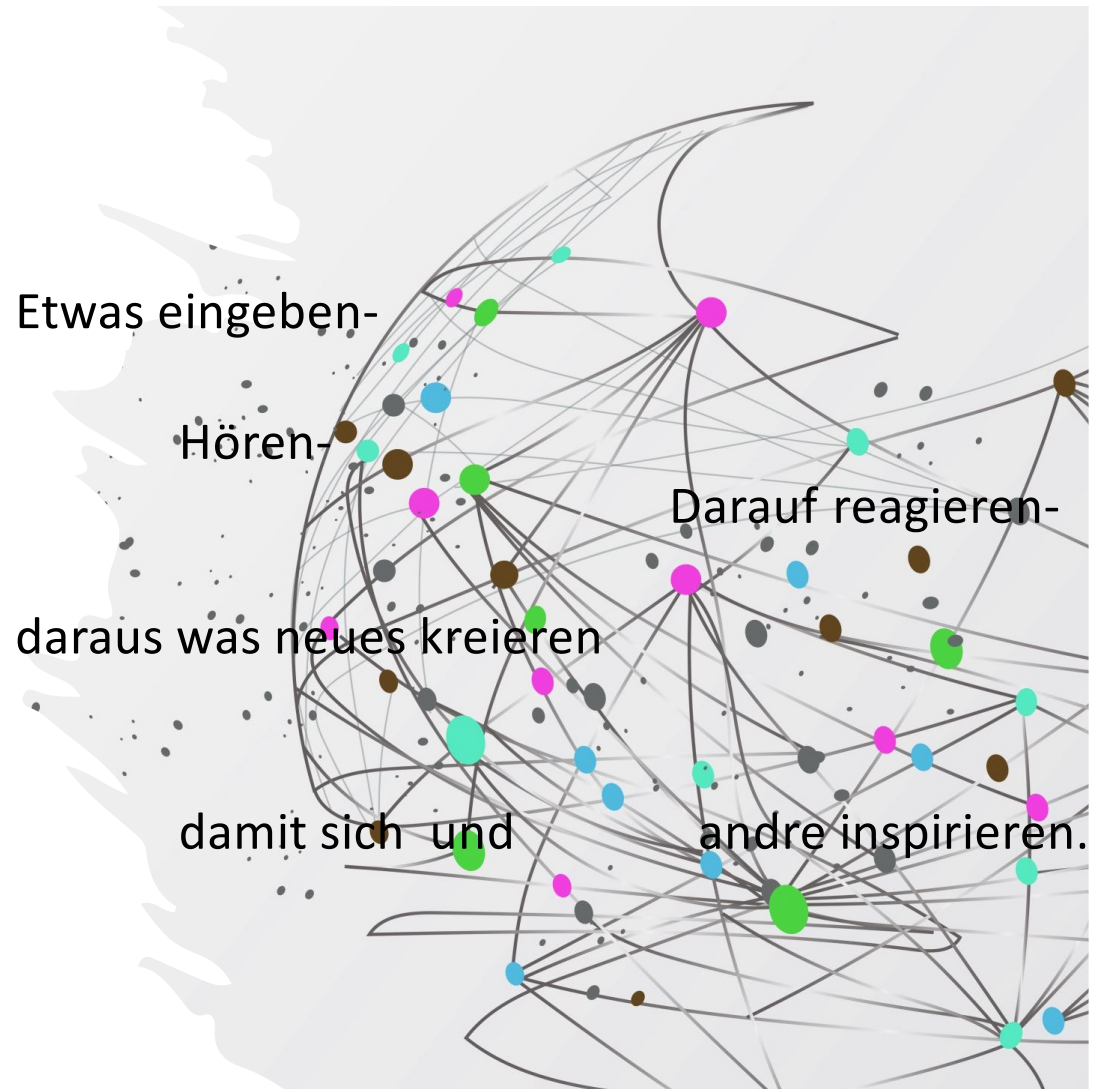 Etwas eingeben-
Hören-
Darauf reagieren-
daraus was neues kreieren
damit sich  und
andre inspirieren.